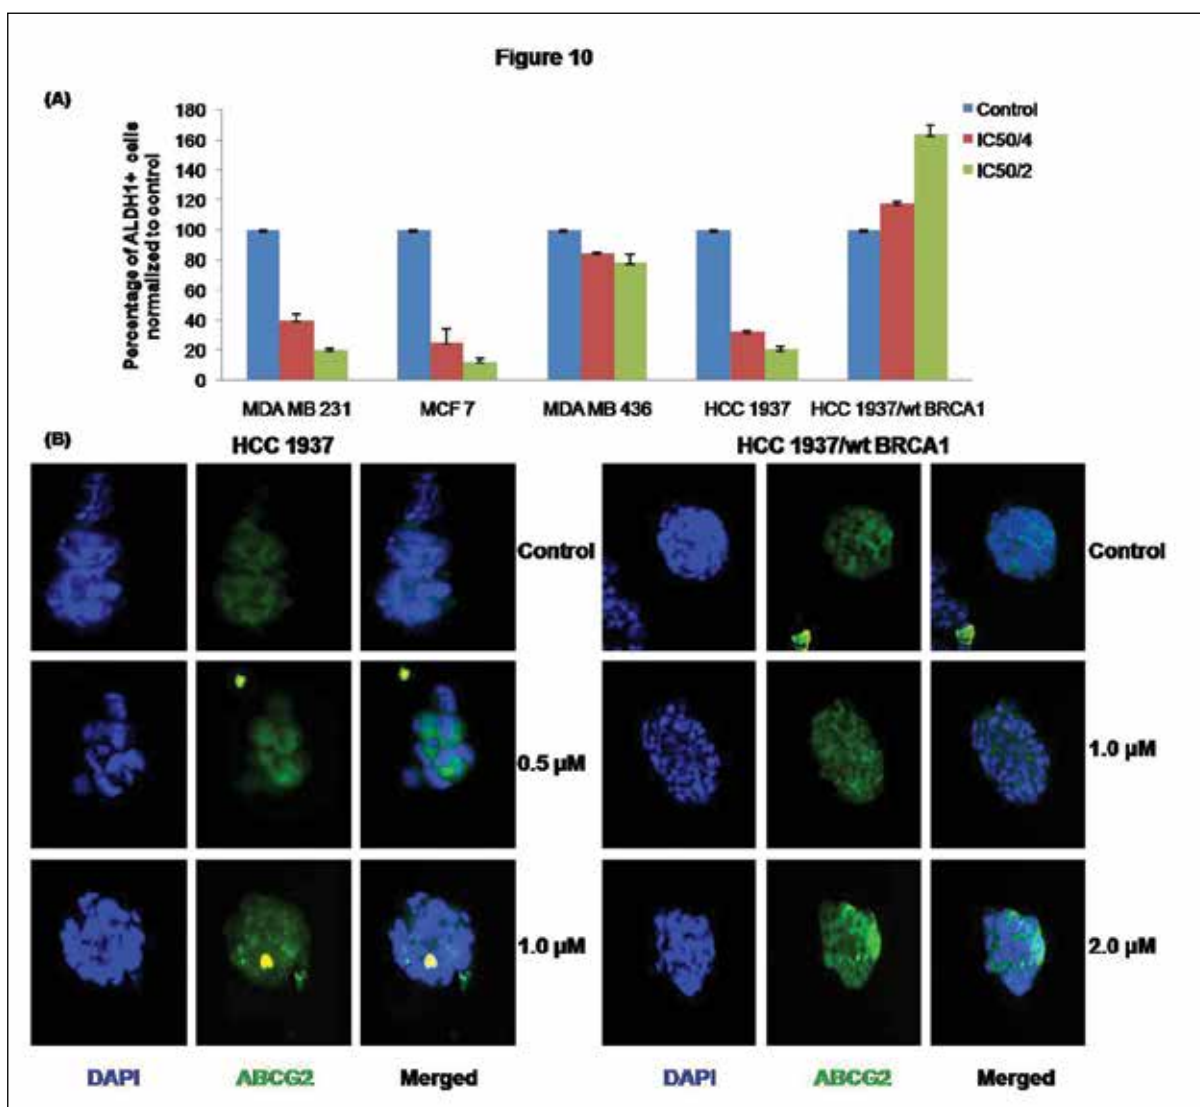 Figure 10
(A)
Percentage of ALDH1+ cells
normalized to control
180
160
140
120
100
80
60
40
20
0
Control
IC50/4
IC50/2
MDA MB 231 MCF 7 MDA MB 436 HCC 1937 HCC 1937/wt BRCA1
(B)
HCC 1937 HCC 1937/wt BRCA1
Control Control
0.5 µM 1.0 µM
1.0 µM 2.0 µM
DAPI ABCG2 Merged DAPI ABCG2 Merged